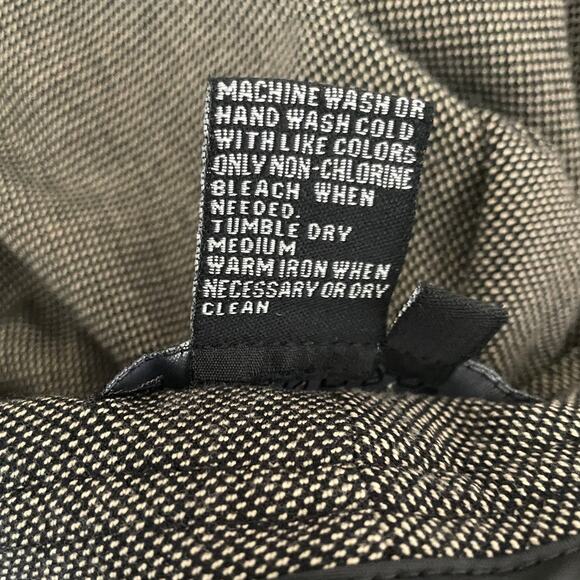 MACHINE WASH OR
HAND WASH COLD
WITH LIKE COLORS
ONLY NON-CHLORINE
BLEACH WHEN
NEEDED.
TUMBLE DRY
MEDIUM
WARM IRON WHEN
NECESSARY OR DRY
CLEAN